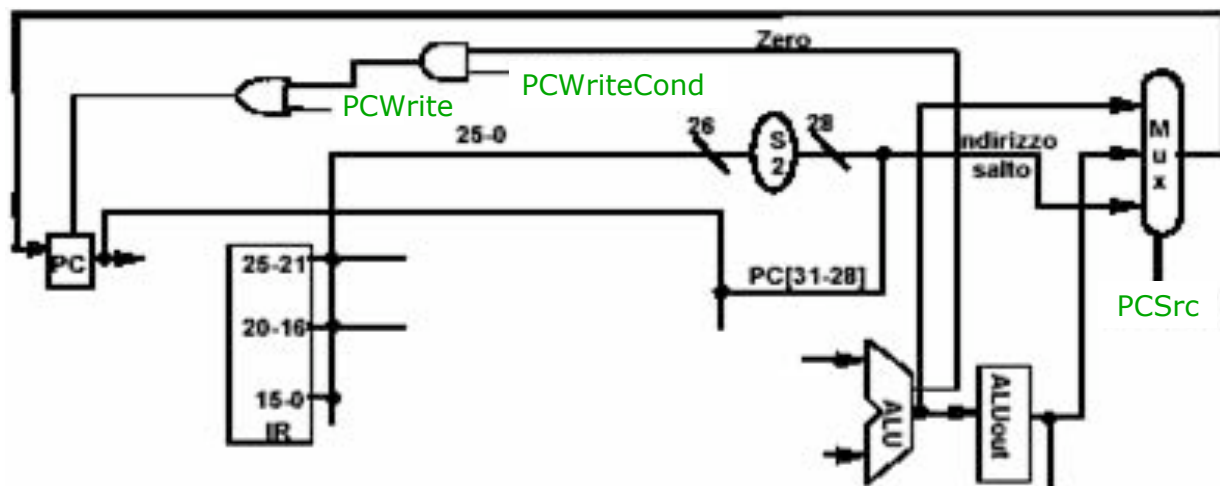 Zero
PCWriteCond
PCWrite
25-0
26
S
2
28
ndirizzo
salto
M
u
x
PC
25-21
PC[31-28]
PCSrc
20-16
15-0
IR
ALU
ALUout